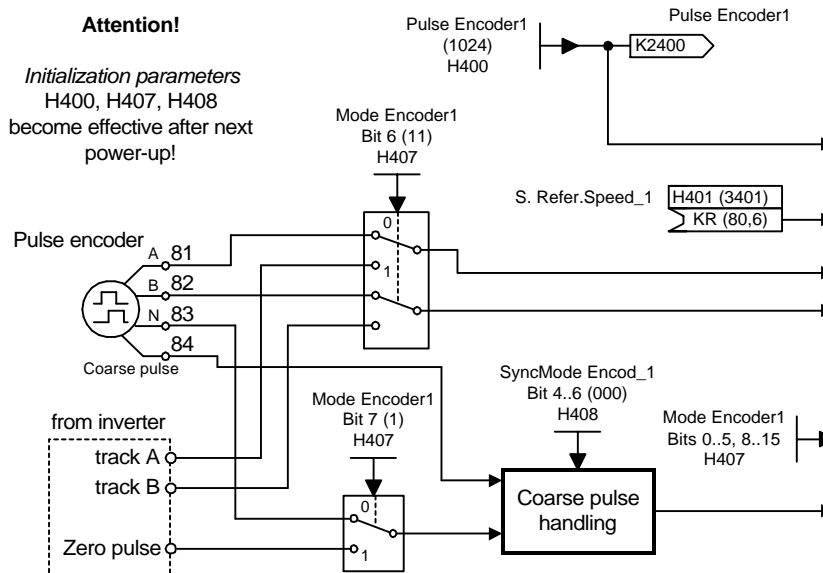 Attention!
Initialization parameters
H400, H407, H408
become effective after next
power-up!
Pulse Encoder1
(1024)
H400
Pulse Encoder1
K2400
Mode Encoder1
Bit 6 (11)
H407
S. Refer.Speed_1
H401 (3401)
KR (80,6)
Pulse encoder
A 81
B 82
N 83
84
Coarse pulse
0
1
from inverter
track A
track B
Zero pulse
Mode Encoder1
Bit 7 (1)
H407
0
1
SyncMode Encod_1
Bit 4..6 (000)
H408
Coarse pulse
handling
Mode Encoder1
Bits 0..5, 8..15
H407